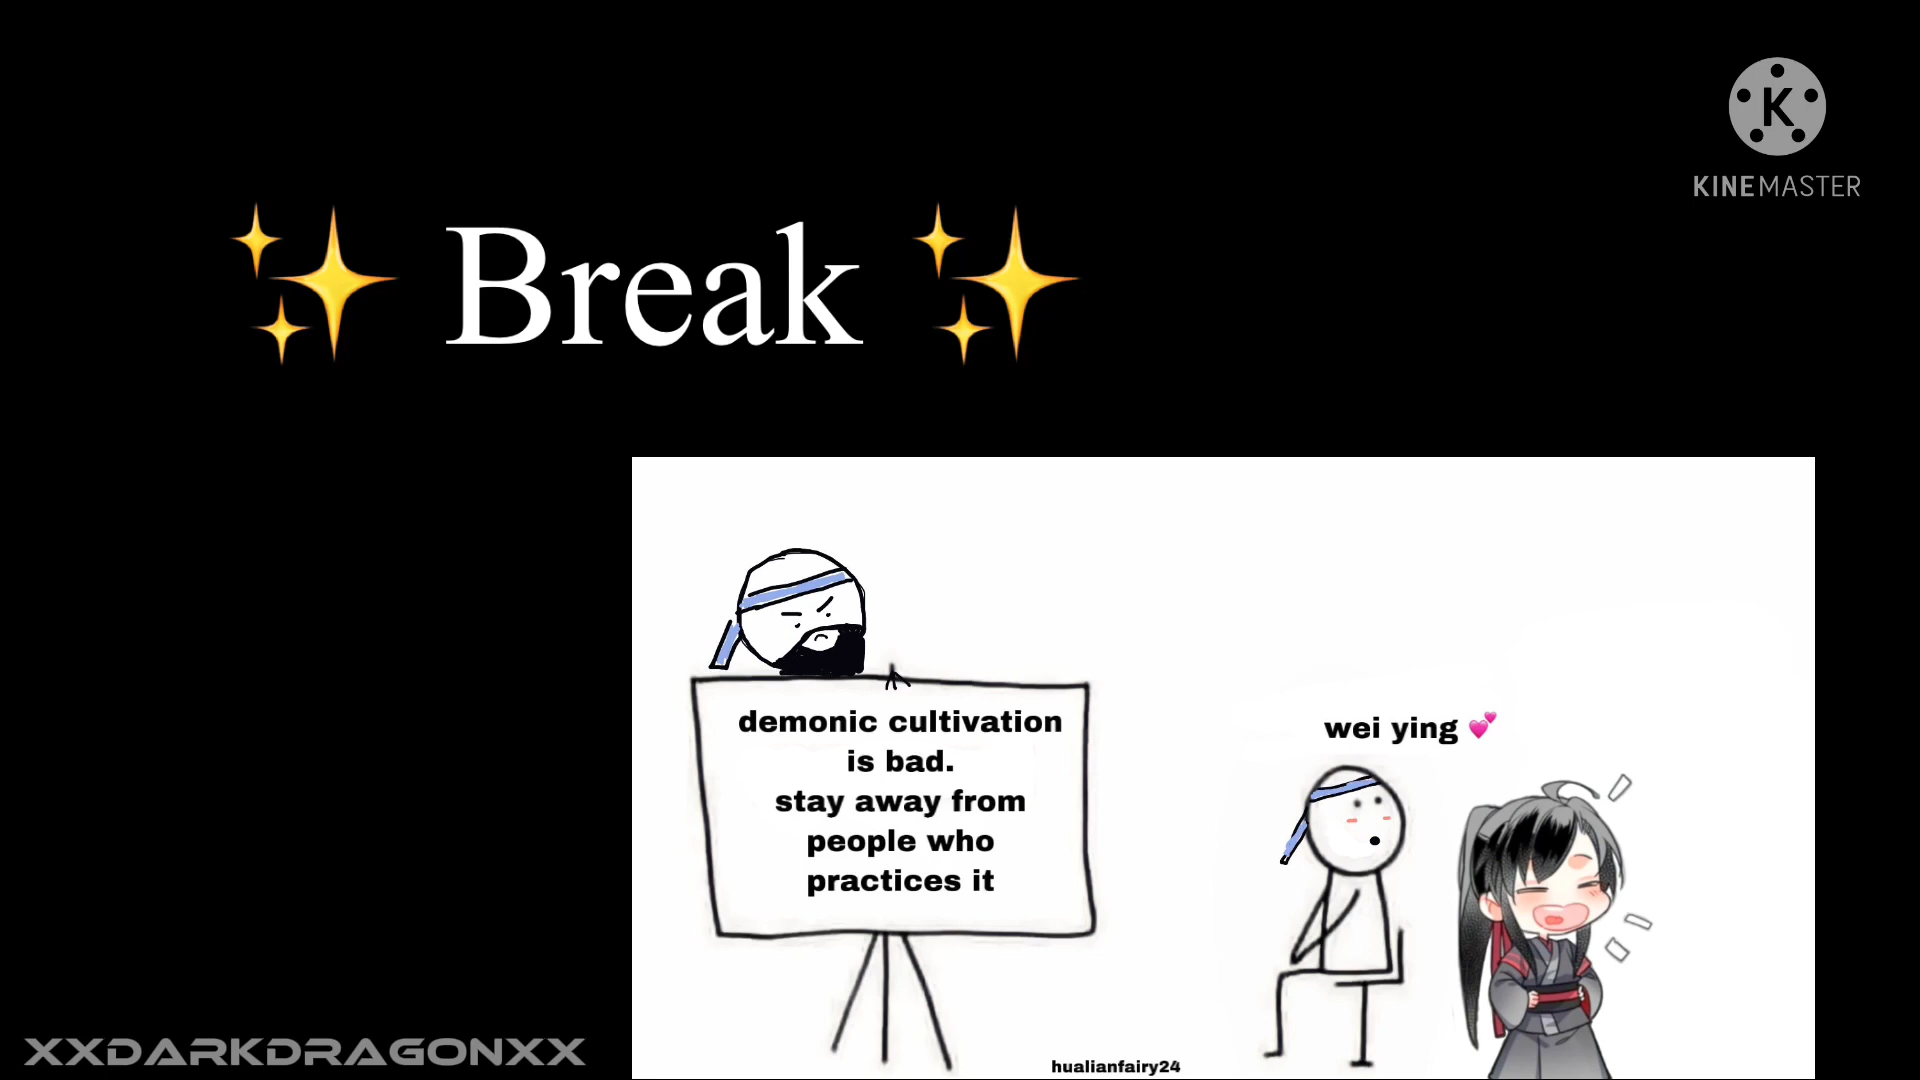 K
KINEMASTER
✨ Break ✨
demonic cultivation
is bad.
stay away from
people who
practices it
wei ying 💕
hualianfairy24
XXDARKDRAGONXX